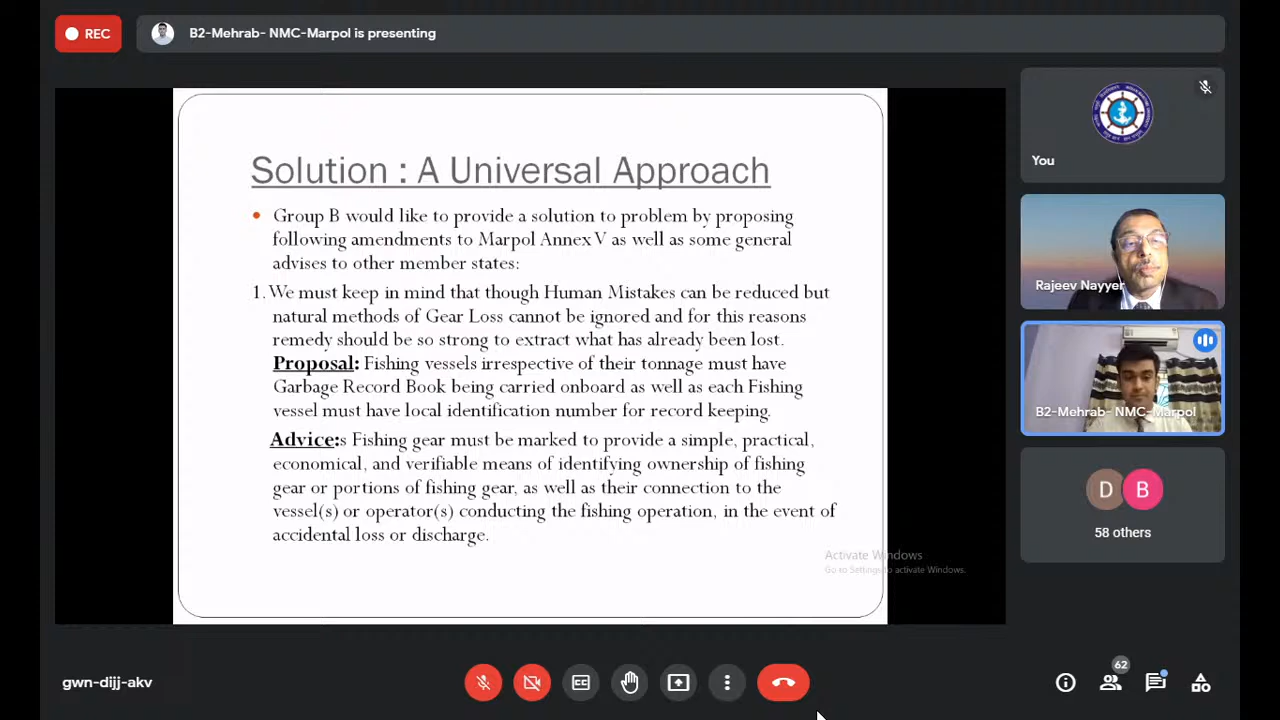 REC
B2-Mehrab- NMC-Marpol is presenting
Solution : A Universal Approach
• Group B would like to provide a solution to problem by proposing
following amendments to Marpol Annex V as well as some general
advises to other member states:
1. We must keep in mind that though Human Mistakes can be reduced but
natural methods of Gear Loss cannot be ignored and for this reasons
remedy should be so strong to extract what has already been lost.
Proposal: Fishing vessels irrespective of their tonnage must have
Garbage Record Book being carried onboard as well as each Fishing
vessel must have local identification number for record keeping.
Advice:s Fishing gear must be marked to provide a simple, practical,
economical, and verifiable means of identifying ownership of fishing
gear or portions of fishing gear, as well as their connection to the
vessel(s) or operator(s) conducting the fishing operation, in the event of
accidental loss or discharge.
Activate Windows
Go to Settings to activate Windows.
You
Rajeev Nayyer
B2-Mehrab- NMC-Marpol
D B
58 others
gwn-dijj-akv
CC
62